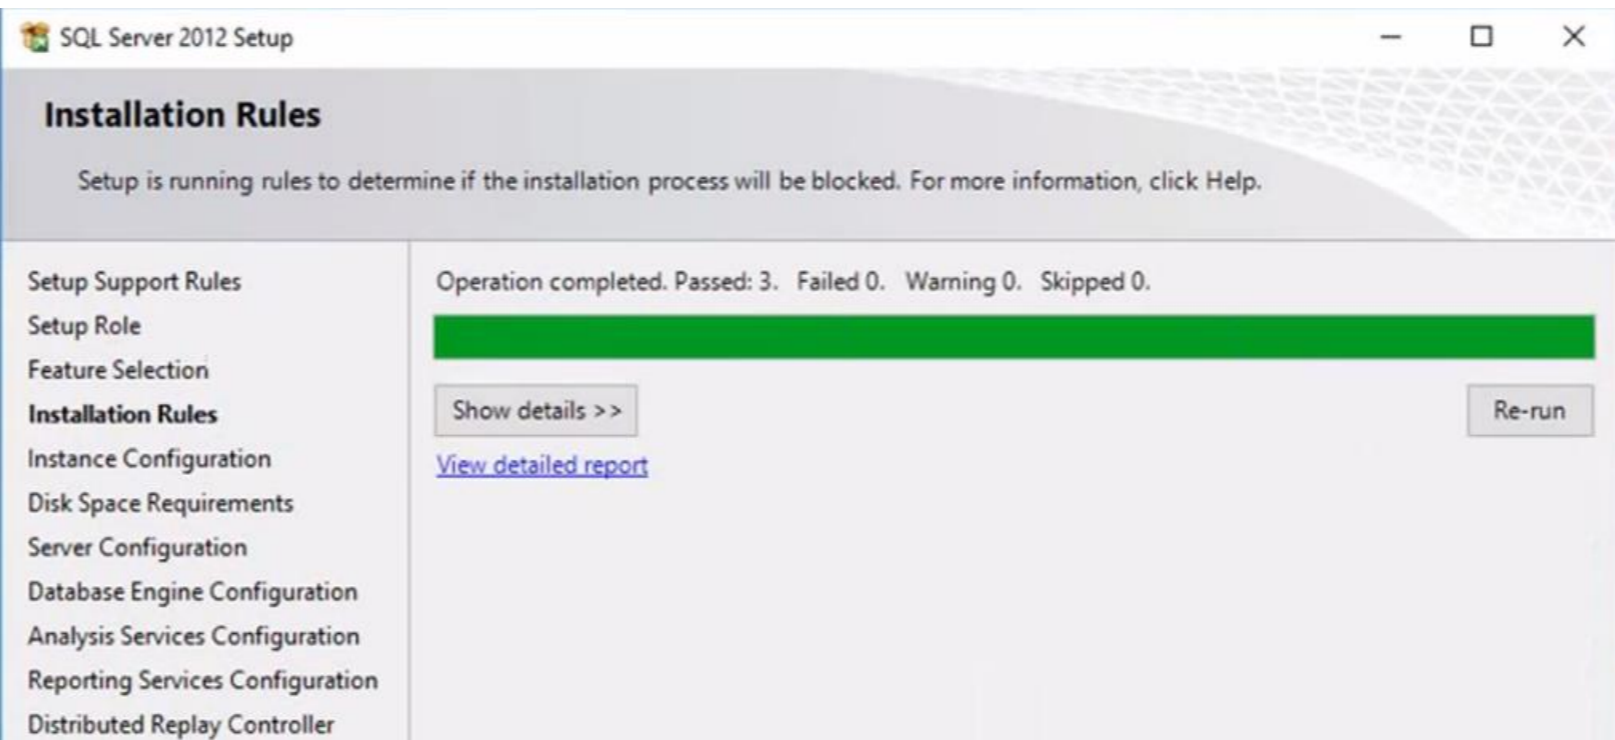 SQL Server 2012 Setup
Installation Rules
Setup is running rules to determine if the installation process will be blocked. For more information, click Help.
Setup Support Rules
Setup Role
Feature Selection
Installation Rules
Instance Configuration
Disk Space Requirements
Server Configuration
Database Engine Configuration
Analysis Services Configuration
Reporting Services Configuration
Distributed Replay Controller
Operation completed. Passed: 3. Failed 0. Warning 0. Skipped 0.
Show details >>
Re-run
View detailed report